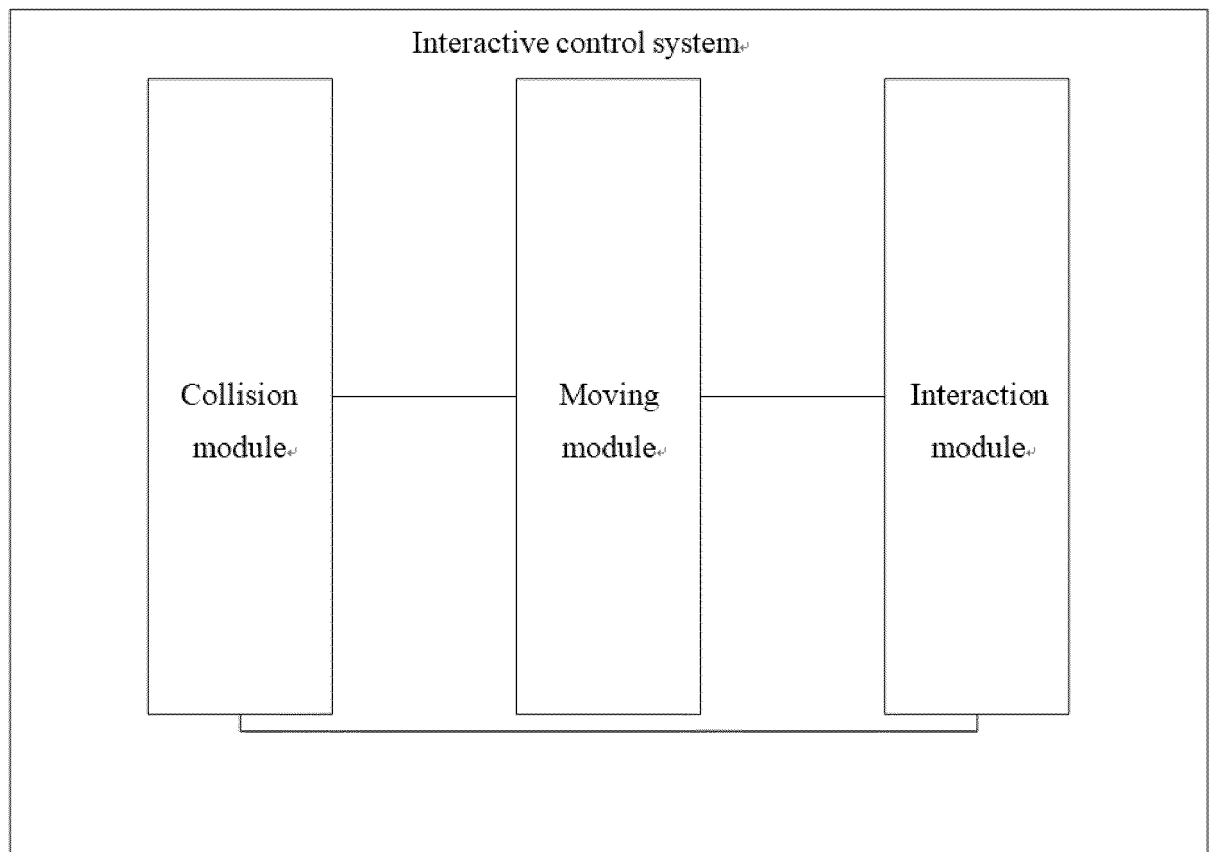 Interactive control system
Collision
module
Moving
module
Interaction
module